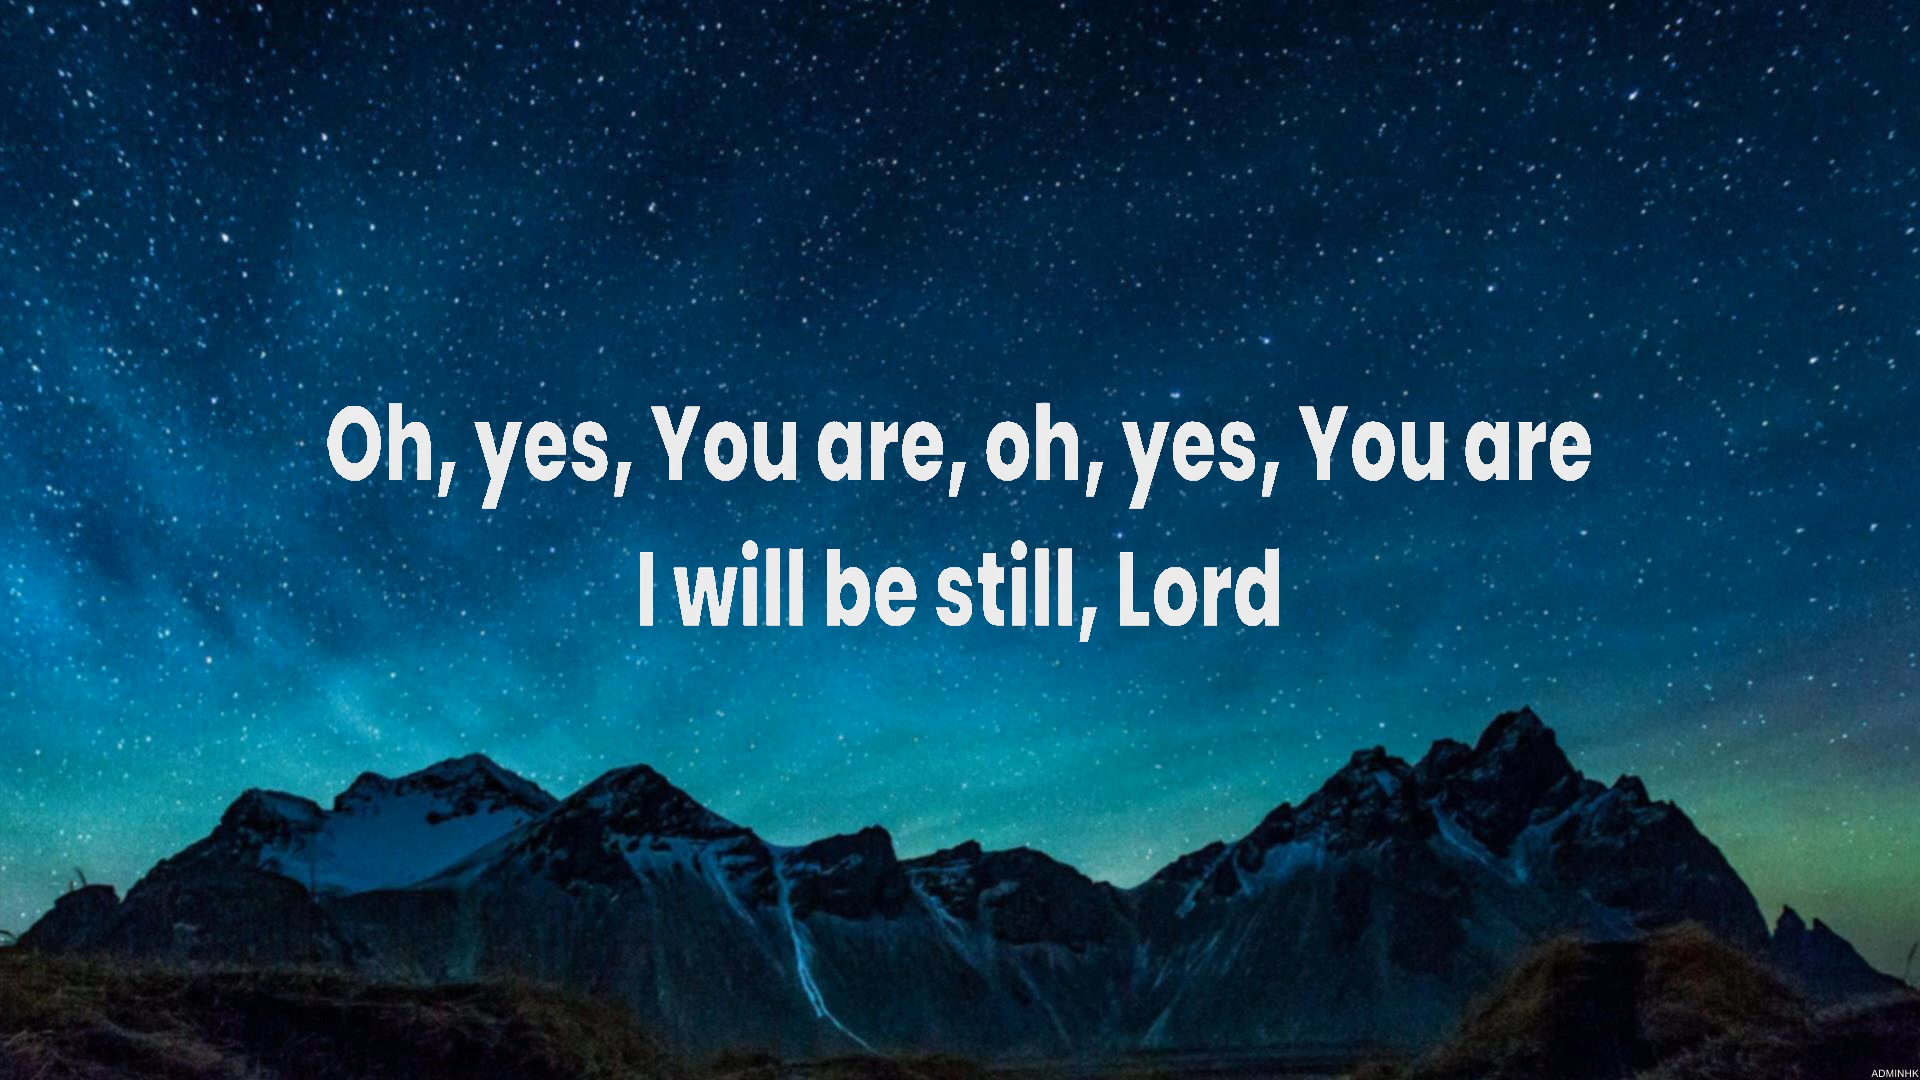 Oh, yes, You are, oh, yes, You are
I will be still, Lord
ADMINHK